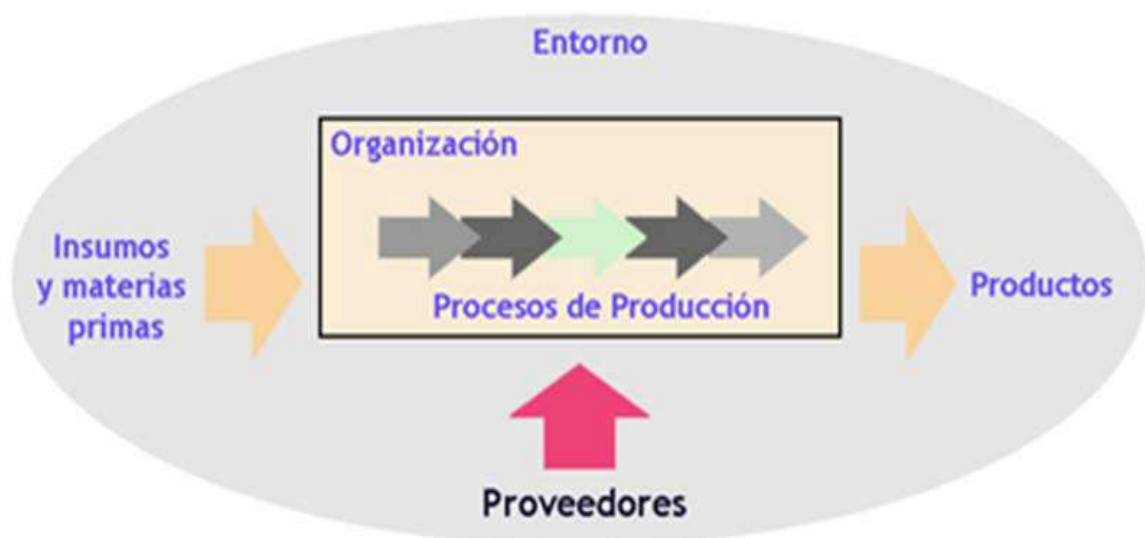 Entorno
Organización
Insumos
y materias
primas
Procesos de Producción
Productos
Proveedores